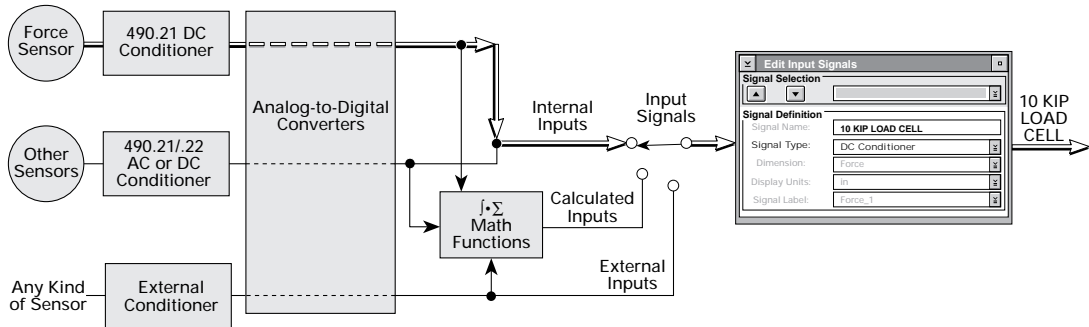 Force
Sensor
490.21 DC
Conditioner
Analog-to-Digital
Converters
Other
Sensors
490.21/.22
AC or DC
Conditioner
Any Kind
of Sensor
External
Conditioner
∫•Σ
Math
Functions
Internal
Inputs
Input
Signals
Calculated
Inputs
External
Inputs
Edit Input Signals
Signal Selection
Signal Definition
Signal Name: 10 KIP LOAD CELL
Signal Type: DC Conditioner
Dimension: Force
Display Units: in
Signal Label: Force_1
10 KIP
LOAD
CELL